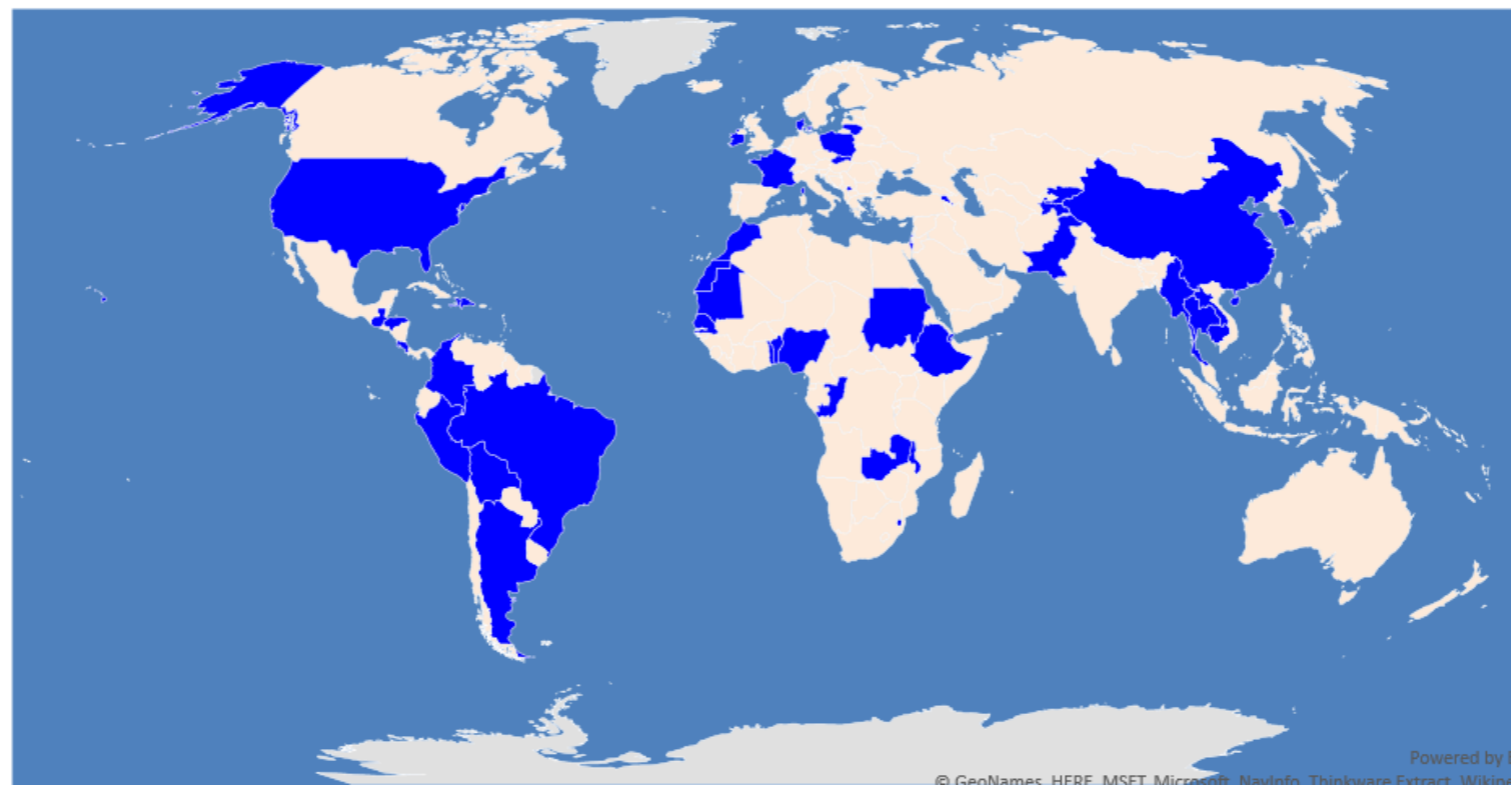 Powered by
© GeoNames, HERE, MSFT, Microsoft, NavInfo, Thinkware Extract,